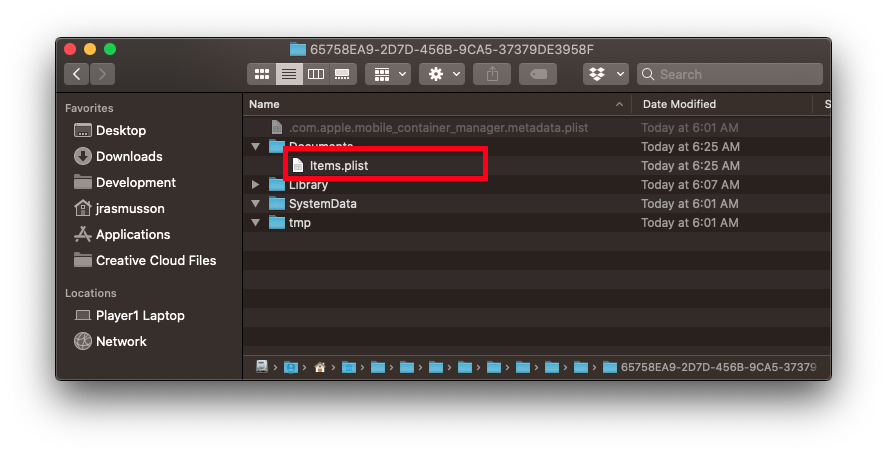 65758EA9-2D7D-456B-9CA5-37379DE3958F
Search
Favorites
Desktop
Downloads
Development
jrasmusson
Applications
Creative Cloud Files
Locations
Player1 Laptop
Network
Name Date Modified S
.com.apple.mobile_container_manager.metadata.plist Today at 6:01 AM
Documents Today at 6:25 AM
Items.plist Today at 6:25 AM
Library Today at 6:07 AM
SystemData Today at 6:01 AM
tmp Today at 6:01 AM
65758EA9-2D7D-456B-9CA5-37379